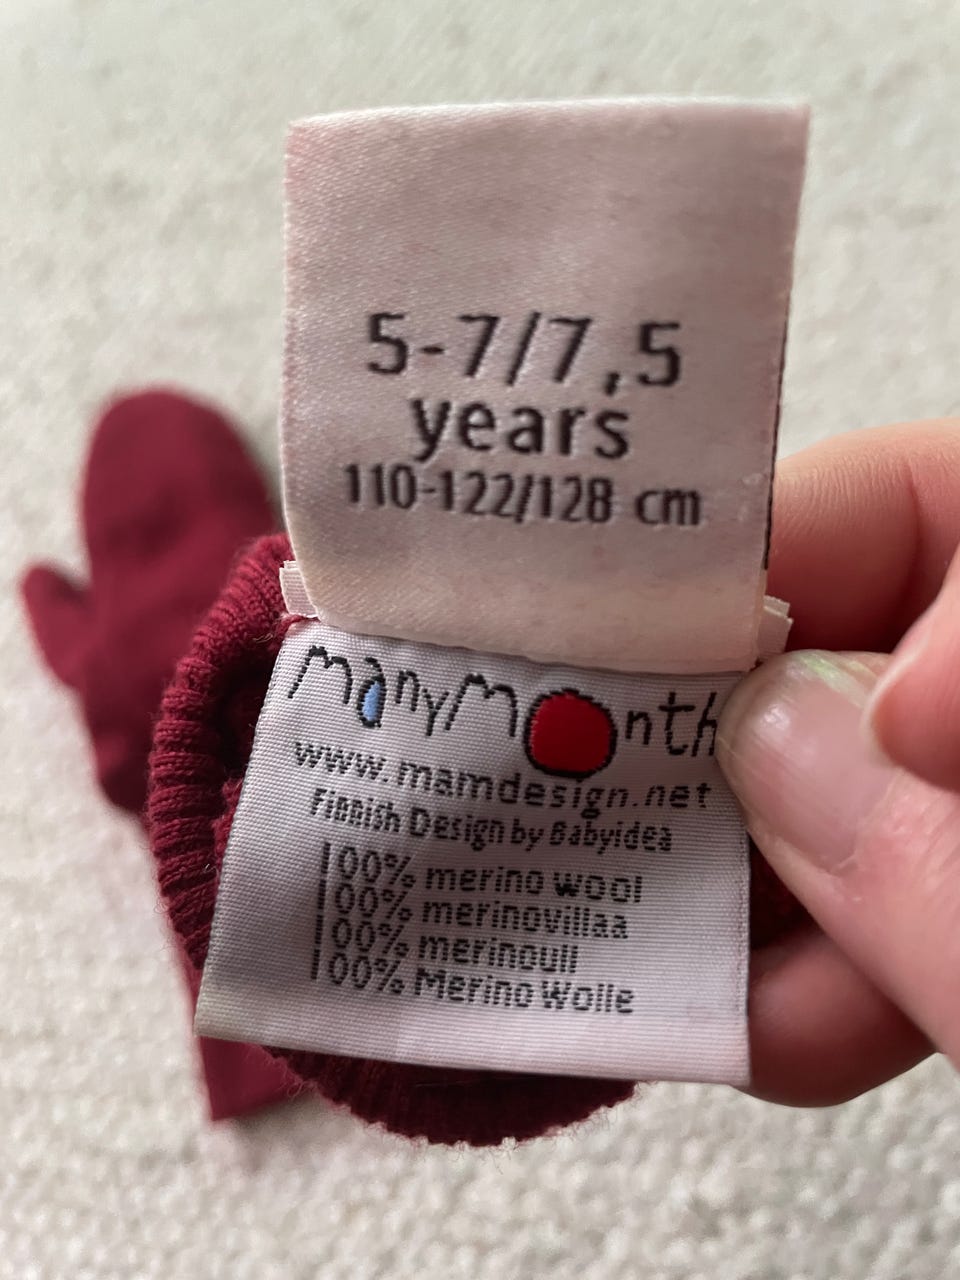 5-7/7,5
years
110-122/128 cm
manymonth
www.mamdesign.net
Finnish Design by Babyidea
100% merino wool
100% merinovillaa
100% merinoull
100% Merino Wolle